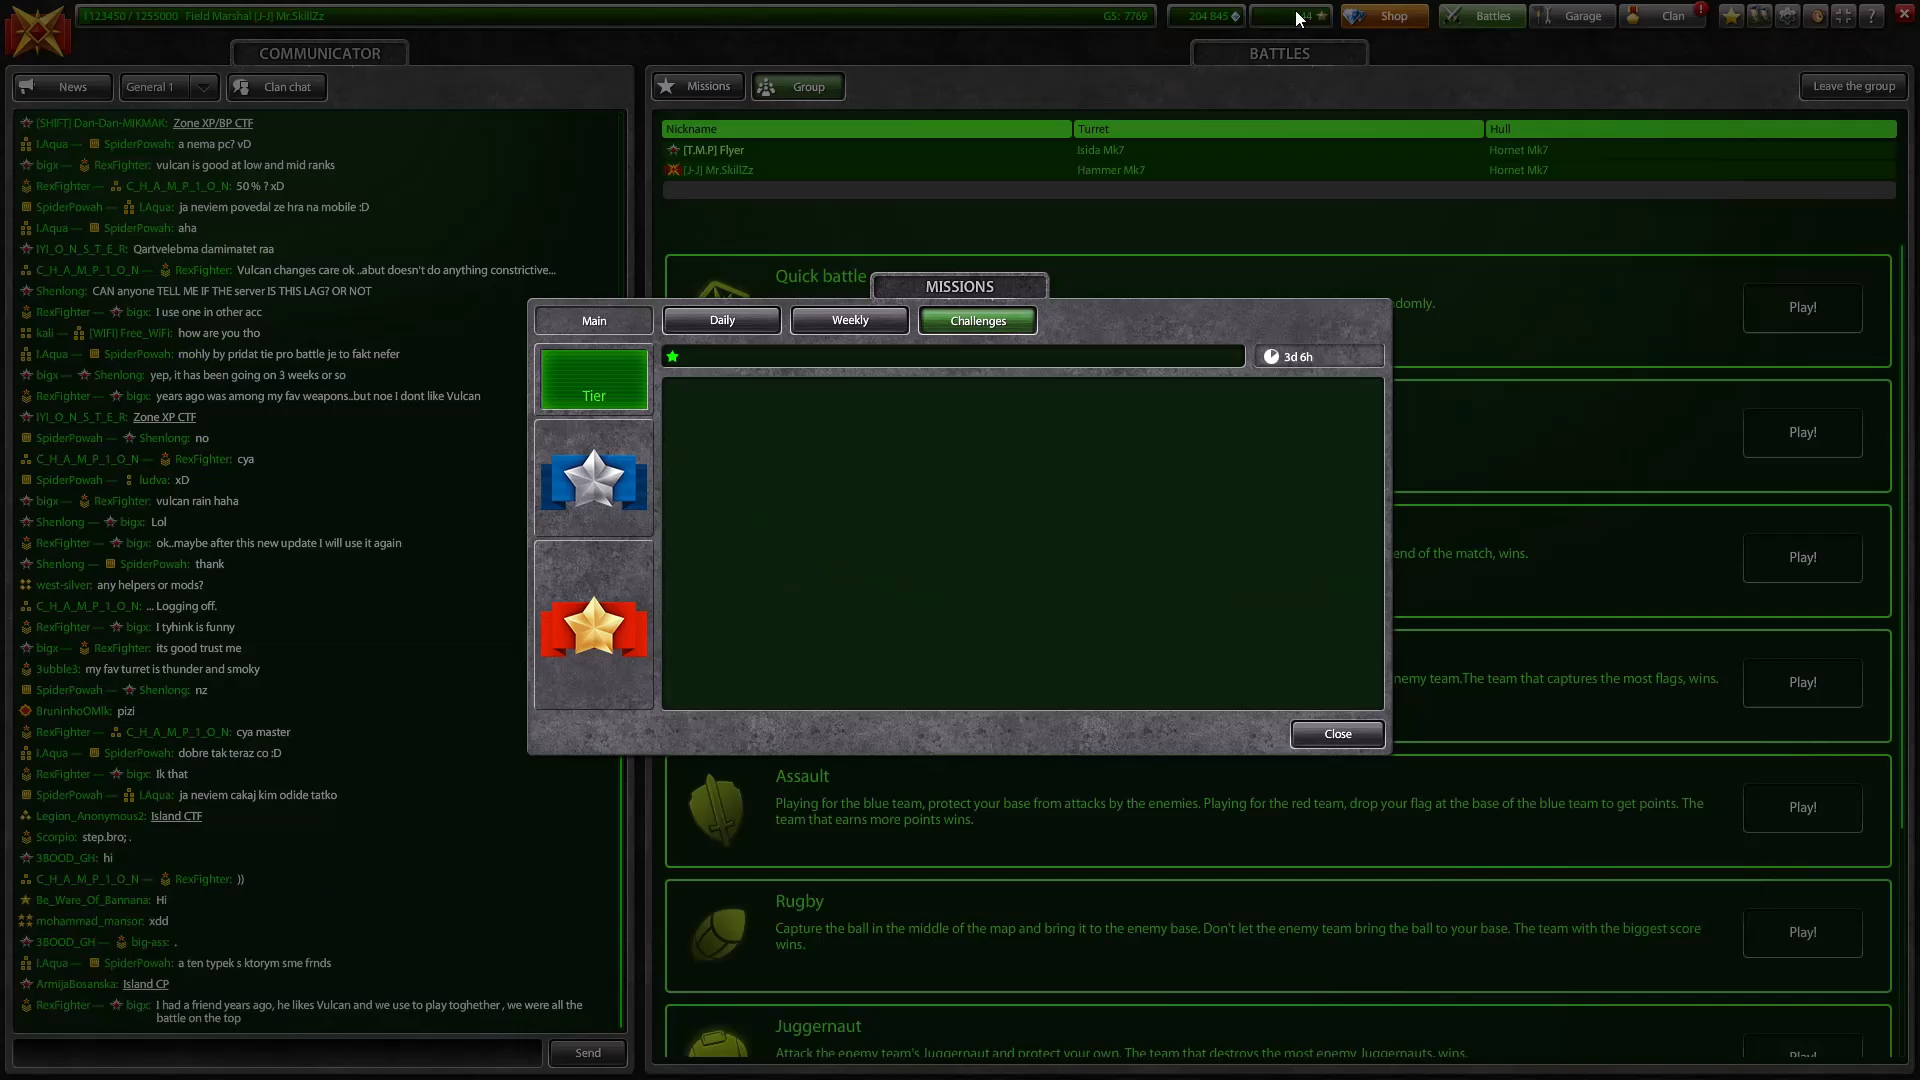 1123450 / 1255000 Field Marshal [J-J] Mr.SkillZz
GS: 7769
204 845
Shop
Battles
Garage
Clan
COMMUNICATOR
BATTLES
News
General 1
Clan chat
Missions
Group
Leave the group
[SHIFT] Dan-Dan-MIKMAK: Zone XP/BP CTF
I.Aqua — SpiderPowah: a nema pc? vD
bigx — RexFighter: vulcan is good at low and mid ranks
RexFighter — C_H_A_M_P_1_O_N: 50 % ? xD
SpiderPowah — I.Aqua: ja neviem povedal ze hra na mobile :D
I.Aqua — SpiderPowah: aha
IYI_O_N_S_T_E_R: Qartvelebma damimatet raa
C_H_A_M_P_1_O_N — RexFighter: Vulcan changes care ok ..abut doesn't do anything constrictive...
Shenlong: CAN anyone TELL ME IF THE server IS THIS LAG? OR NOT
RexFighter — bigx: I use one in other acc
kali — [WIFI] Free_WiFi: how are you tho
I.Aqua — SpiderPowah: mohly by pridat tie pro battle je to fakt nefer
bigx — Shenlong: yep, it has been going on 3 weeks or so
RexFighter — bigx: years ago was among my fav weapons..but noe I dont like Vulcan
IYI_O_N_S_T_E_R: Zone XP CTF
SpiderPowah — Shenlong: no
C_H_A_M_P_1_O_N — RexFighter: cya
SpiderPowah — ludva: xD
bigx — RexFighter: vulcan rain haha
Shenlong — bigx: Lol
RexFighter — bigx: ok..maybe after this new update I will use it again
Shenlong — SpiderPowah: thank
west-silver: any helpers or mods?
C_H_A_M_P_1_O_N: ... Logging off.
RexFighter — bigx: I tyhink is funny
bigx — RexFighter: its good trust me
3ubble3: my fav turret is thunder and smoky
SpiderPowah — Shenlong: nz
BruninhoOMlk: pizi
RexFighter — C_H_A_M_P_1_O_N: cya master
I.Aqua — SpiderPowah: dobre tak teraz co :D
RexFighter — bigx: Ik that
SpiderPowah — I.Aqua: ja neviem cakaj kim odide tatko
Legion_Anonymous2: Island CTF
Scorpio: step.bro; .
3BOOD_GH: hi
C_H_A_M_P_1_O_N — RexFighter: ))
Be_Ware_Of_Bannana: Hi
mohammad_mansor: xdd
3BOOD_GH — big-ass: .
I.Aqua — SpiderPowah: a ten typek s ktorym sme frnds
ArmijaBosanska: Island CP
RexFighter — bigx: I had a friend years ago, he likes Vulcan and we use to play toghether , we were all the
battle on the top
Send
Nickname Turret Hull
[T.M.P] Flyer Isida Mk7 Hornet Mk7
[J-J] Mr.SkillZz Hammer Mk7 Hornet Mk7
Quick battle
domly.
Play!
Play!
end of the match, wins.
Play!
nemy team.The team that captures the most flags, wins.
Play!
MISSIONS
Main
Daily
Weekly
Challenges
Tier
3d 6h
Close
Assault
Playing for the blue team, protect your base from attacks by the enemies. Playing for the red team, drop your flag at the base of the blue team to get points. The
team that earns more points wins.
Play!
Rugby
Capture the ball in the middle of the map and bring it to the enemy base. Don't let the enemy team bring the ball to your base. The team with the biggest score
wins.
Play!
Juggernaut
Attack the enemy team's Juggernaut and protect your own. The team that destroys the most enemy Juggernauts, wins.
Play!